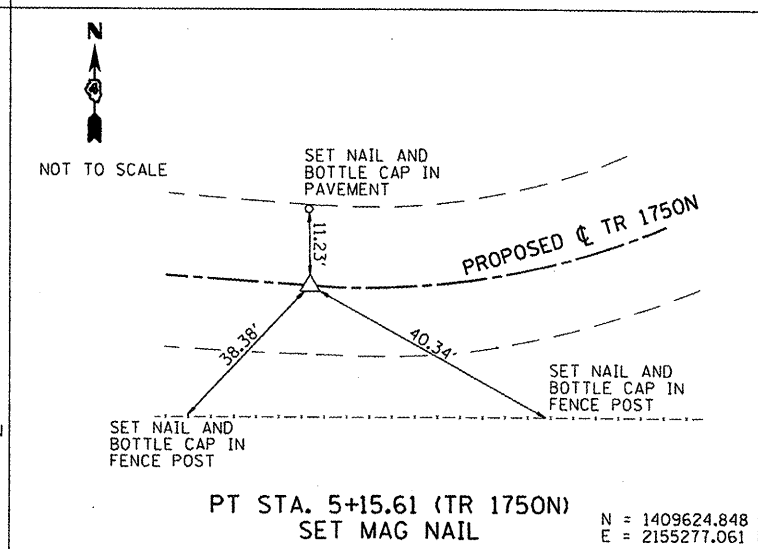 N
4
NOT TO SCALE
SET NAIL AND
BOTTLE CAP IN
PAVEMENT
11.23'
PROPOSED ℄ TR 1750N
38.38'
40.34'
SET NAIL AND
BOTTLE CAP IN
FENCE POST
SET NAIL AND
BOTTLE CAP IN
FENCE POST
PT STA. 5+15.61 (TR 1750N)
SET MAG NAIL
N = 1409624.848
E = 2155277.061